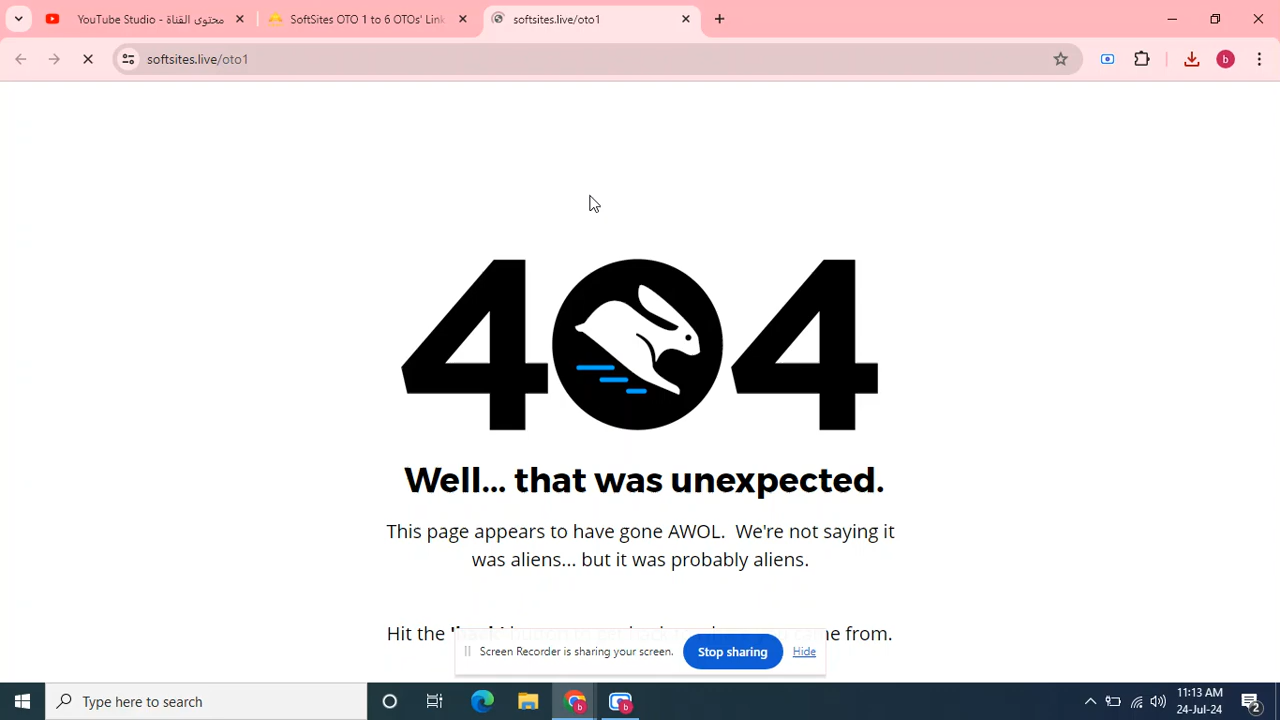 YouTube Studio - محتوى القناة
SoftSites OTO 1 to 6 OTOs' Link
softsites.live/oto1
softsites.live/oto1
b
404
Well... that was unexpected.
This page appears to have gone AWOL. We're not saying it
was aliens... but it was probably aliens.
Hit the
came from.
Screen Recorder is sharing your screen.
Stop sharing
Hide
Type here to search
b
b
11:13 AM
24-Jul-24
2